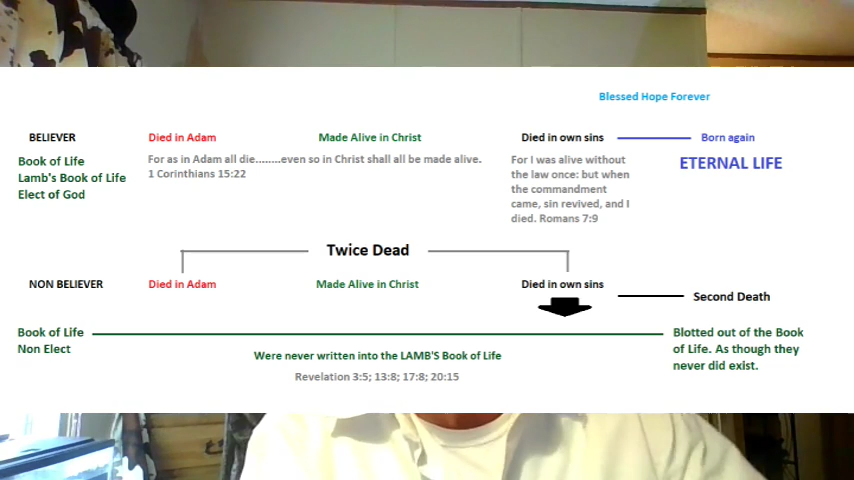 Blessed Hope Forever
BELIEVER
Died in Adam
Made Alive in Christ
Died in own sins
Born again
Book of Life
Lamb's Book of Life
Elect of God
For as in Adam all die........even so in Christ shall all be made alive.
1 Corinthians 15:22
For I was alive without
the law once: but when
the commandment
came, sin revived, and I
died. Romans 7:9
ETERNAL LIFE
Twice Dead
NON BELIEVER
Died in Adam
Made Alive in Christ
Died in own sins
Second Death
Book of Life
Non Elect
Were never written into the LAMB'S Book of Life
Revelation 3:5; 13:8; 17:8; 20:15
Blotted out of the Book
of Life. As though they
never did exist.